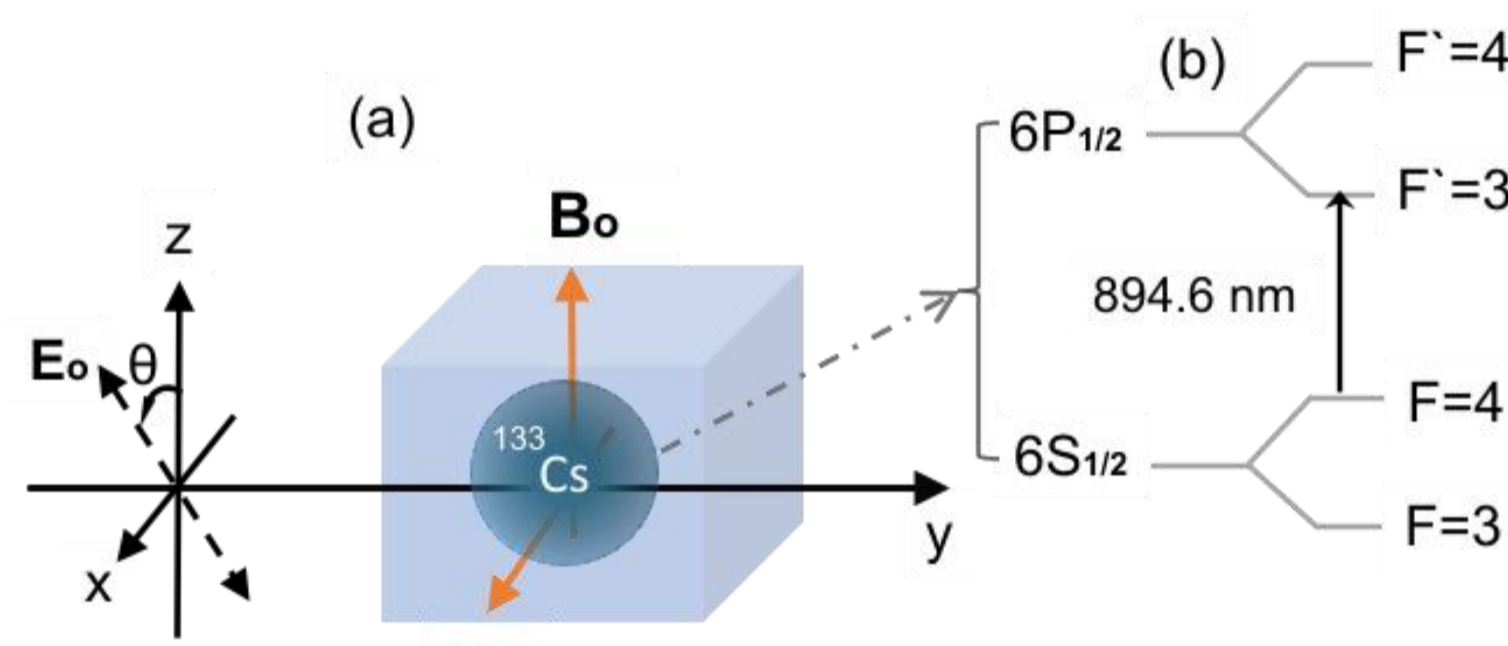 (a)
z
Eo
θ
x
Bo
133
Cs
y
(b)
6P1/2
F`=4
F`=3
894.6 nm
6S1/2
F=4
F=3